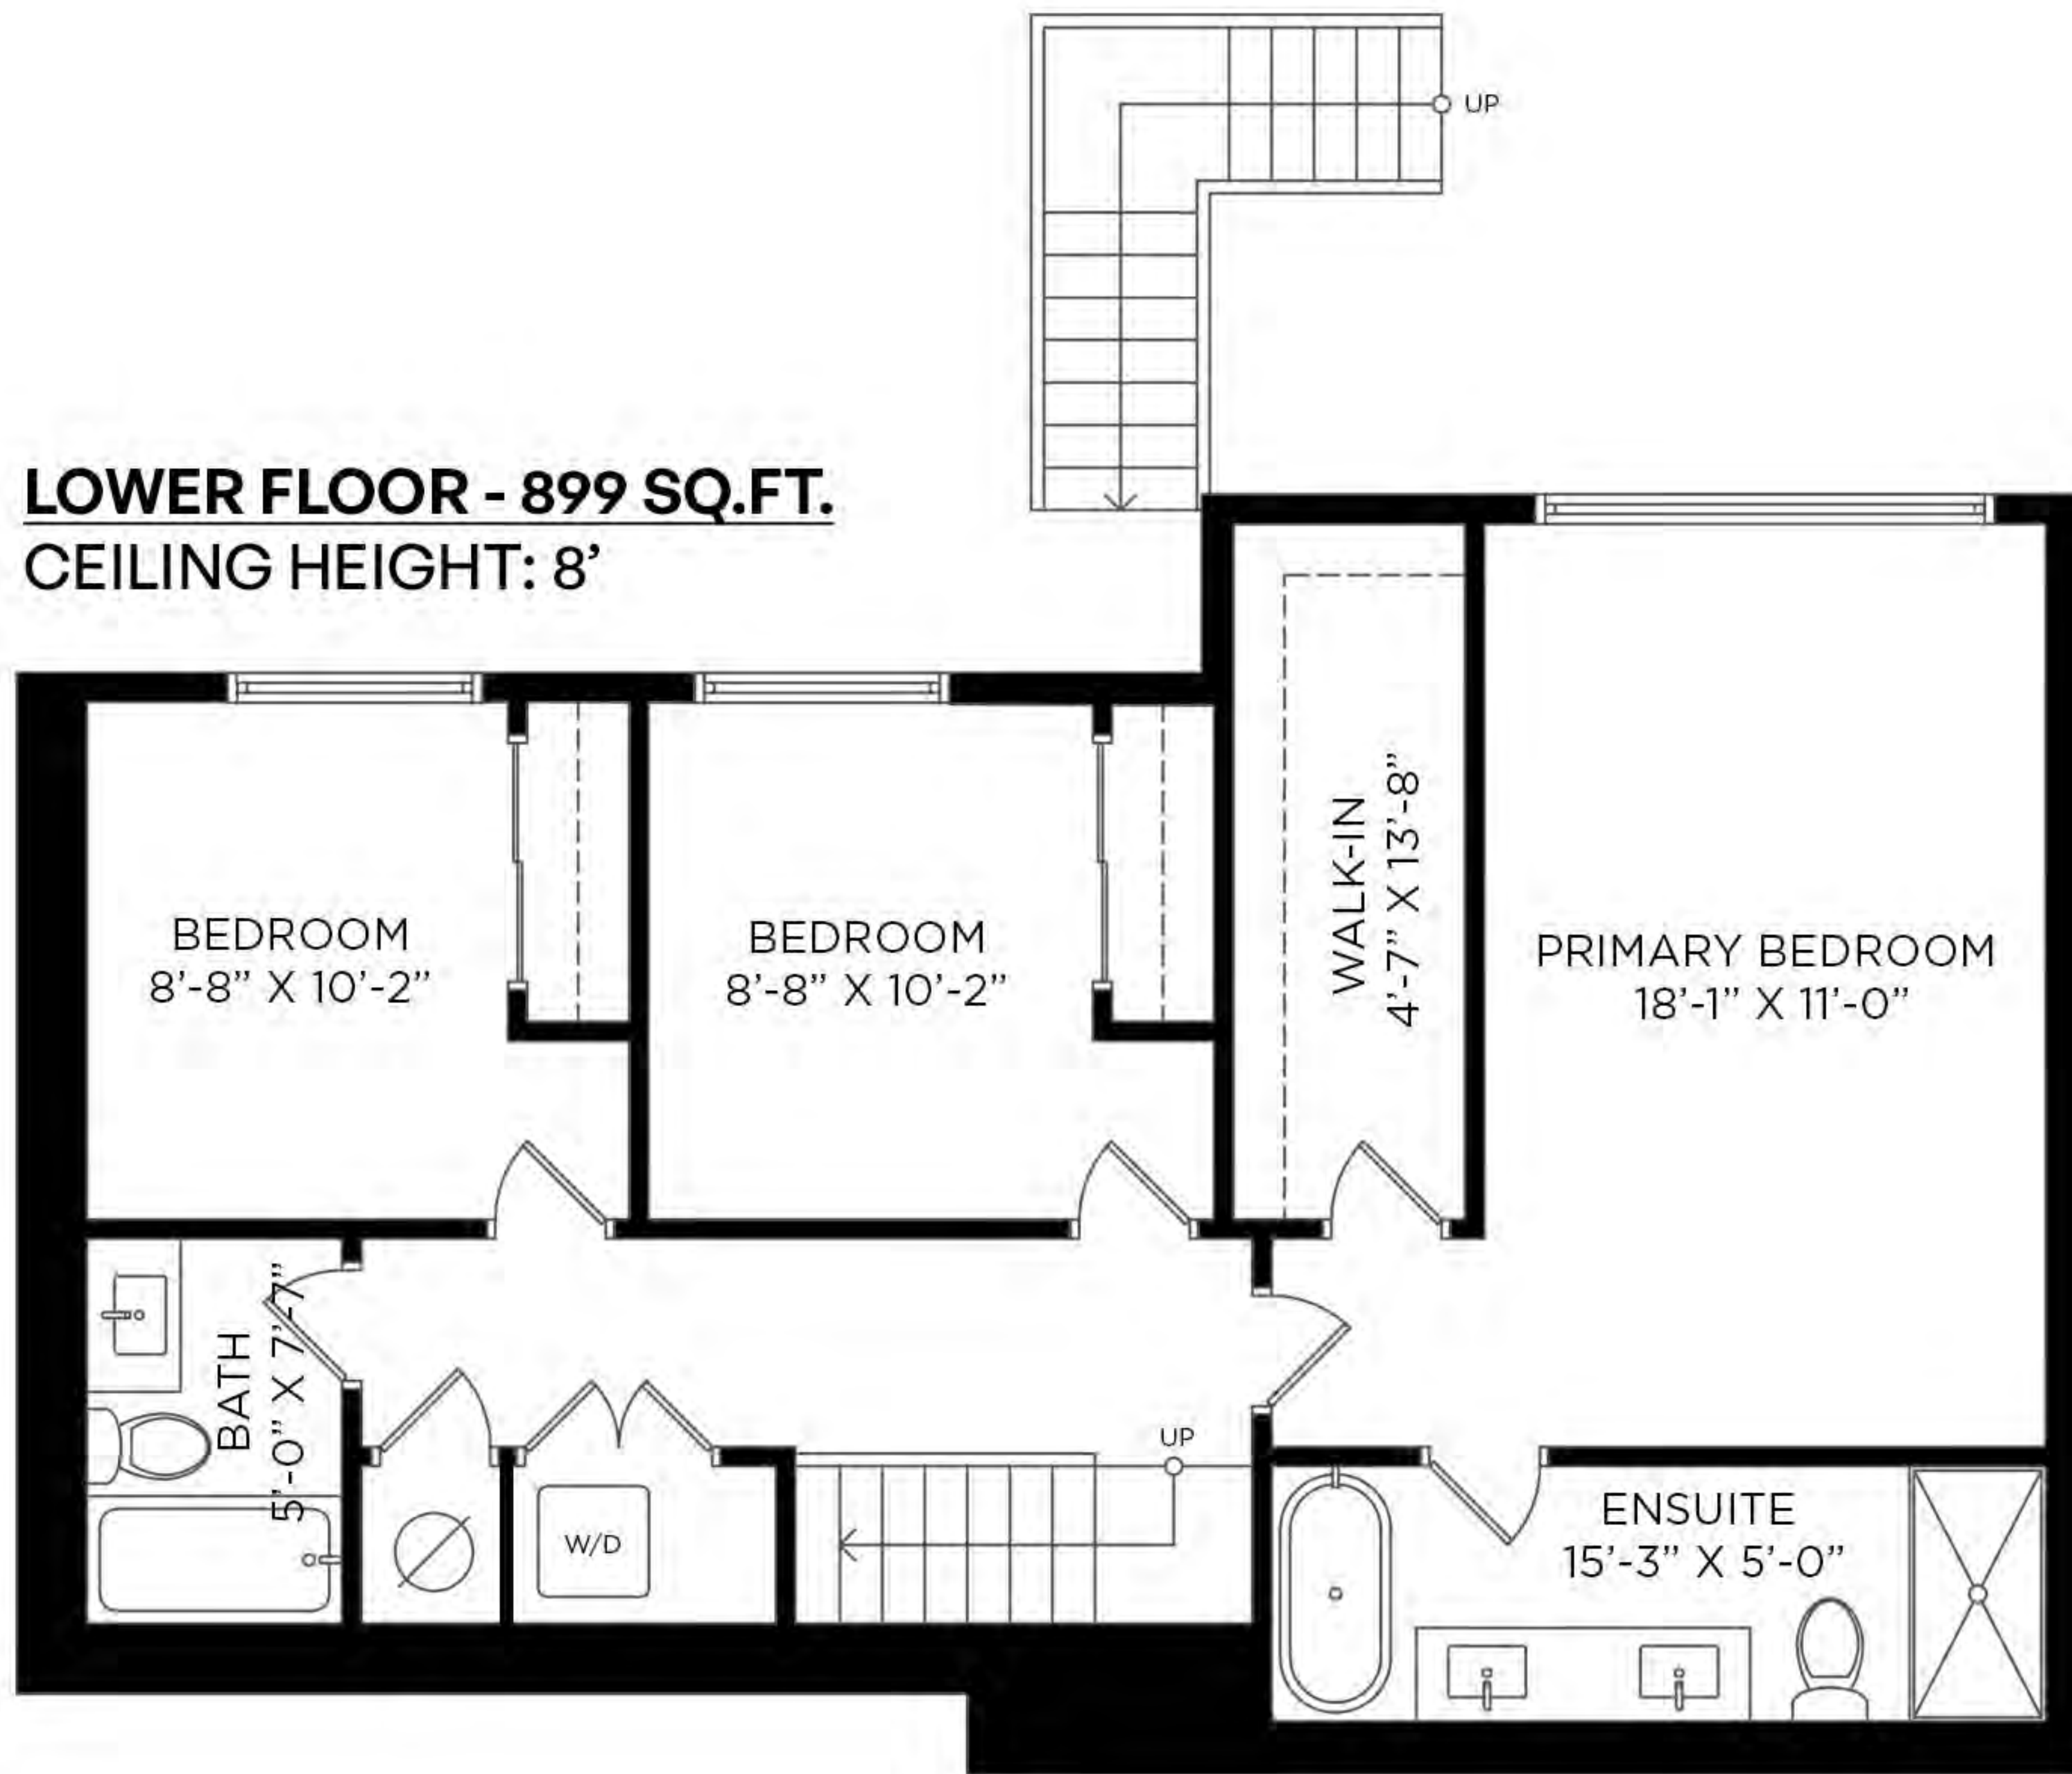 UP
LOWER FLOOR - 899 SQ.FT.
CEILING HEIGHT: 8’
BEDROOM
8’-8” X 10’-2”
BEDROOM
8’-8” X 10’-2”
WALK-IN
4’-7” X 13’-8”
PRIMARY BEDROOM
18’-1” X 11’-0”
BATH
5’-0” X 7’-7”
W/D
UP
ENSUITE
15’-3” X 5’-0”